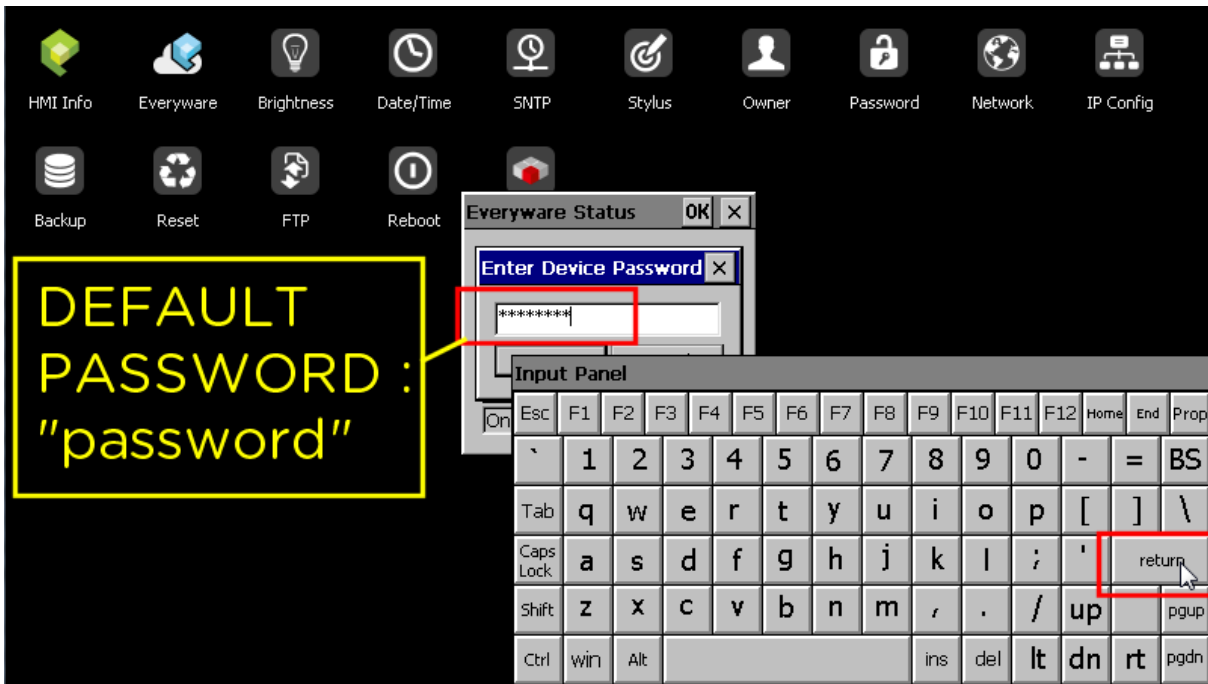 HMI Info Everyware Brightness Date/Time SNTP Stylus Owner Password Network IP Config
Backup Reset FTP Reboot
Everyware Status OK ×
Enter Device Password ×
********
DEFAULT
PASSWORD :
"password"
On
Input Panel
Esc F1 F2 F3 F4 F5 F6 F7 F8 F9 F10 F11 F12 Home End Prop
` 1 2 3 4 5 6 7 8 9 0 - = BS
Tab q w e r t y u i o p [ ] \
Caps Lock a s d f g h j k l ; ' return
Shift z x c v b n m , . / up pgup
Ctrl win Alt ins del lt dn rt pgdn